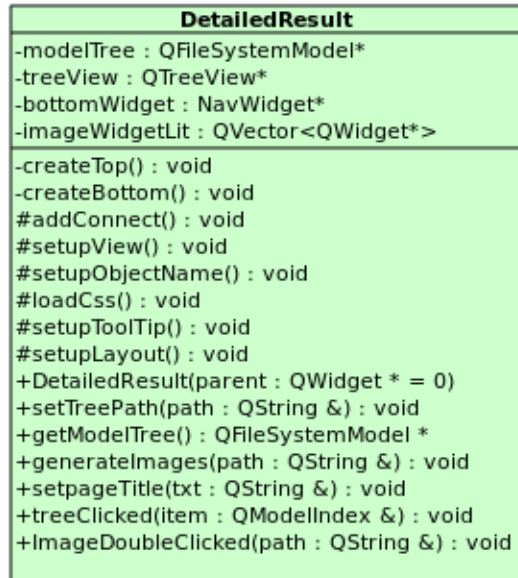 DetailedResult
-modelTree : QFileSystemModel*
-treeView : QTreeView*
-bottomWidget : NavWidget*
-imageWidgetLit : QVector<QWidget*>
-createTop() : void
-createBottom() : void
#addConnect() : void
#setupView() : void
#setupObjectName() : void
#loadCss() : void
#setupToolTip() : void
#setupLayout() : void
+DetailedResult(parent : QWidget * = 0)
+setTreePath(path : QString &) : void
+getModelTree() : QFileSystemModel *
+generateImages(path : QString &) : void
+setpageTitle(txt : QString &) : void
+treeClicked(item : QModelIndex &) : void
+ImageDoubleClicked(path : QString &) : void